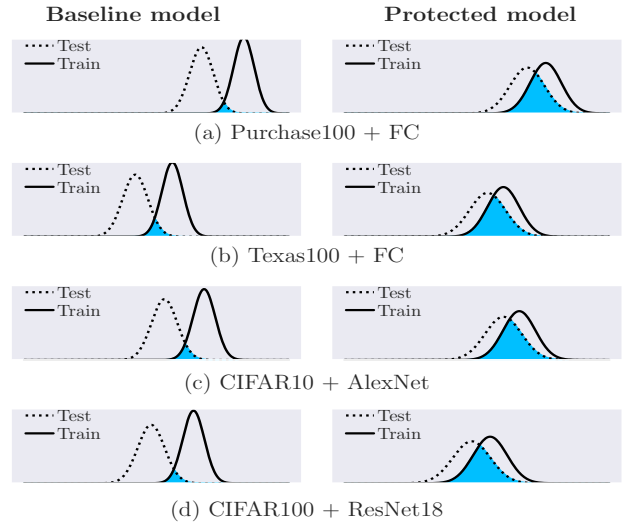 Baseline model
Protected model
Test
Train
Test
Train
(a) Purchase100 + FC
Test
Train
Test
Train
(b) Texas100 + FC
Test
Train
Test
Train
(c) CIFAR10 + AlexNet
Test
Train
Test
Train
(d) CIFAR100 + ResNet18